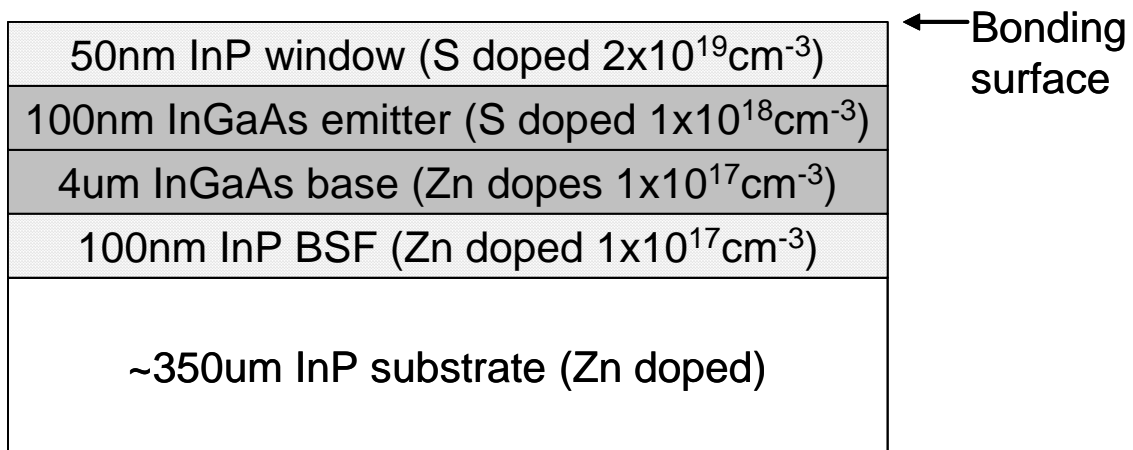 50nm InP window (S doped 2x10¹⁹cm⁻³)
Bonding
surface
100nm InGaAs emitter (S doped 1x10¹⁸cm⁻³)
4um InGaAs base (Zn dopes 1x10¹⁷cm⁻³)
100nm InP BSF (Zn doped 1x10¹⁷cm⁻³)
~350um InP substrate (Zn doped)